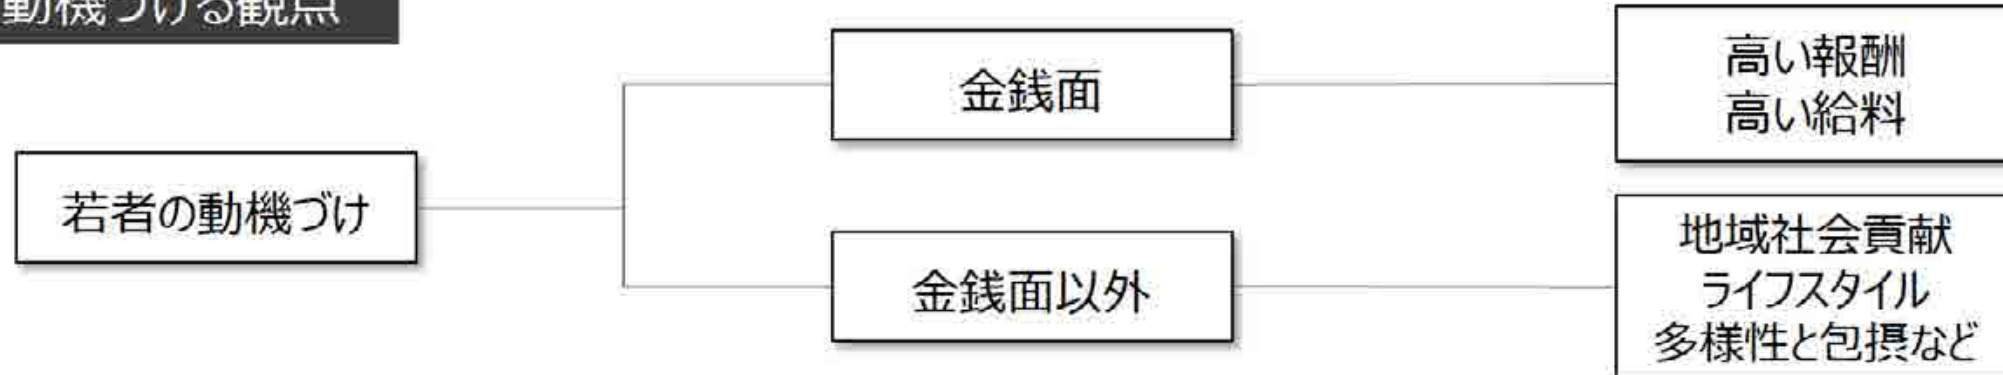 動機づける観点
若者の動機づけ
金銭面
高い報酬
高い給料
金銭面以外
地域社会貢献
ライフスタイル
多様性と包摂など